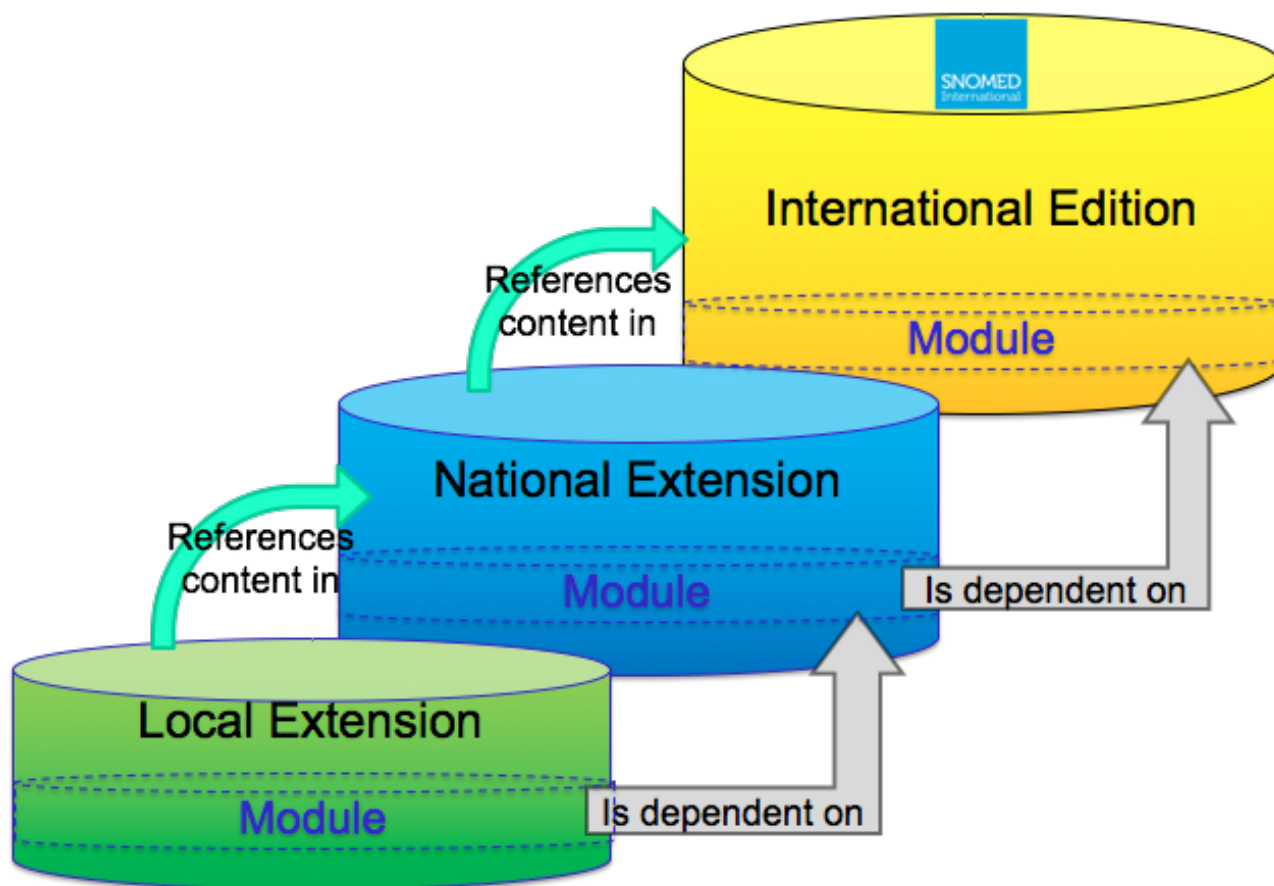 SNOMED
International
International Edition
References
content in
Module
National Extension
References
content in
Module
Is dependent on
Local Extension
Module
Is dependent on